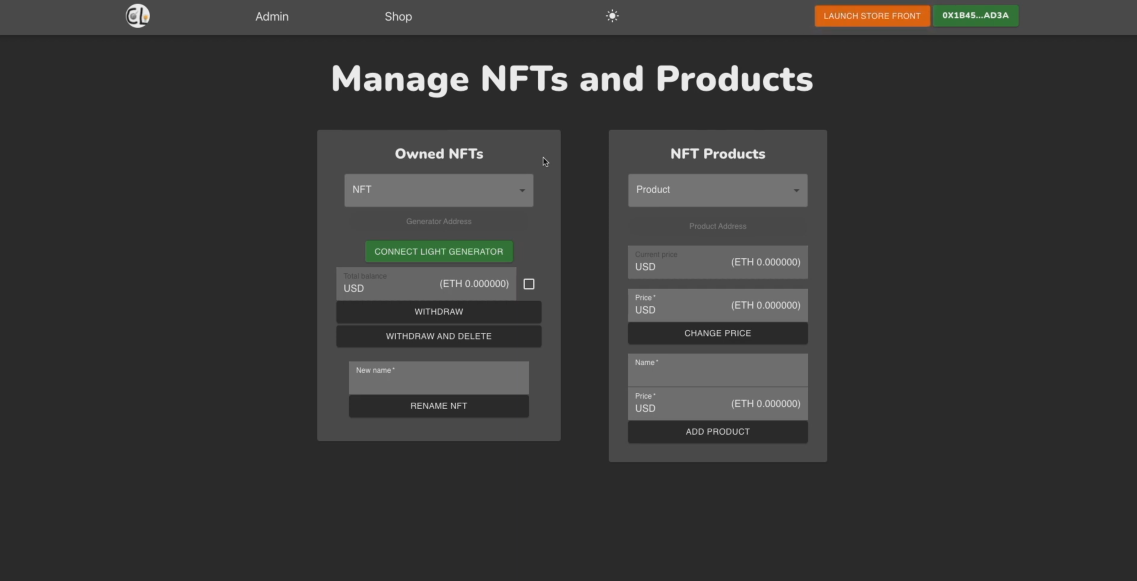 CL
Admin
Shop
LAUNCH STORE FRONT
0X1B45...AD3A
Manage NFTs and Products
Owned NFTs
NFT
Generator Address
CONNECT LIGHT GENERATOR
Total balance
USD (ETH 0.000000)
WITHDRAW
WITHDRAW AND DELETE
New name *
RENAME NFT
NFT Products
Product
Product Address
Current price
USD (ETH 0.000000)
Price *
USD (ETH 0.000000)
CHANGE PRICE
Name *
Price *
USD (ETH 0.000000)
ADD PRODUCT